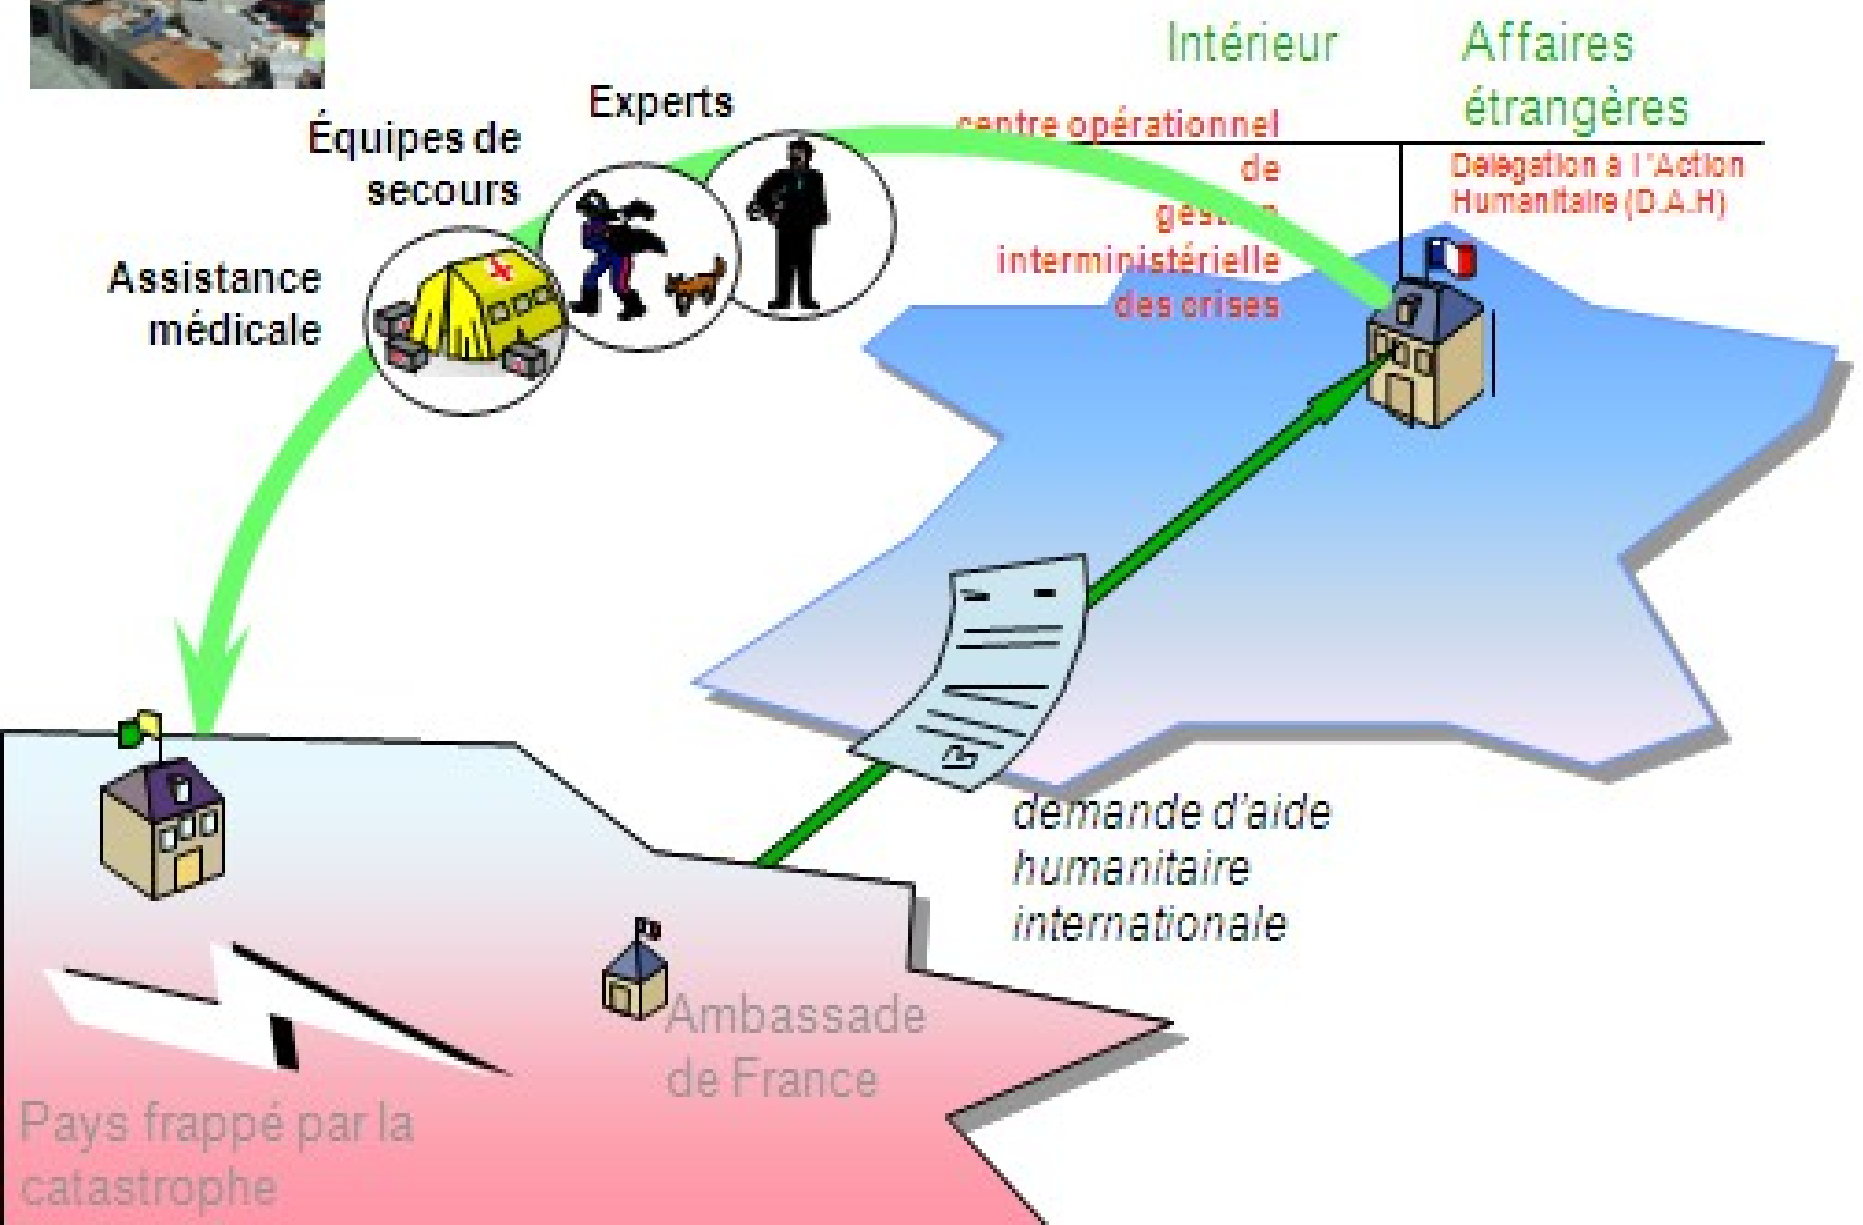 Intérieur
Affaires
étrangères
centre opérationnel
de
gestion
interministérielle
des crises
Délégation à l'Action
Humanitaire (D.A.H)
Experts
Équipes de
secours
Assistance
médicale
demande d'aide
humanitaire
internationale
Ambassade
de France
Pays frappé par la
catastrophe